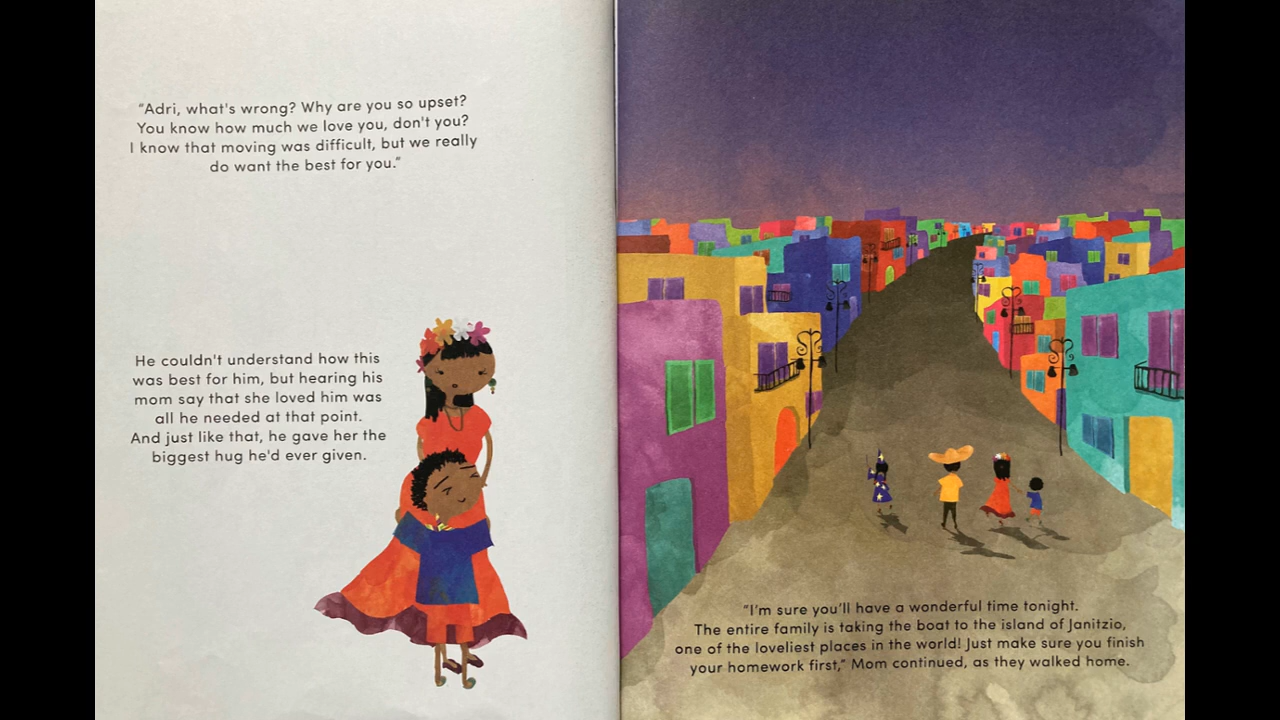 "Adri, what's wrong? Why are you so upset?
You know how much we love you, don't you?
I know that moving was difficult, but we really
do want the best for you."
He couldn't understand how this
was best for him, but hearing his
mom say that she loved him was
all he needed at that point.
And just like that, he gave her the
biggest hug he'd ever given.
"I'm sure you'll have a wonderful time tonight.
The entire family is taking the boat to the island of Janitzio,
one of the loveliest places in the world! Just make sure you finish
your homework first," Mom continued, as they walked home.